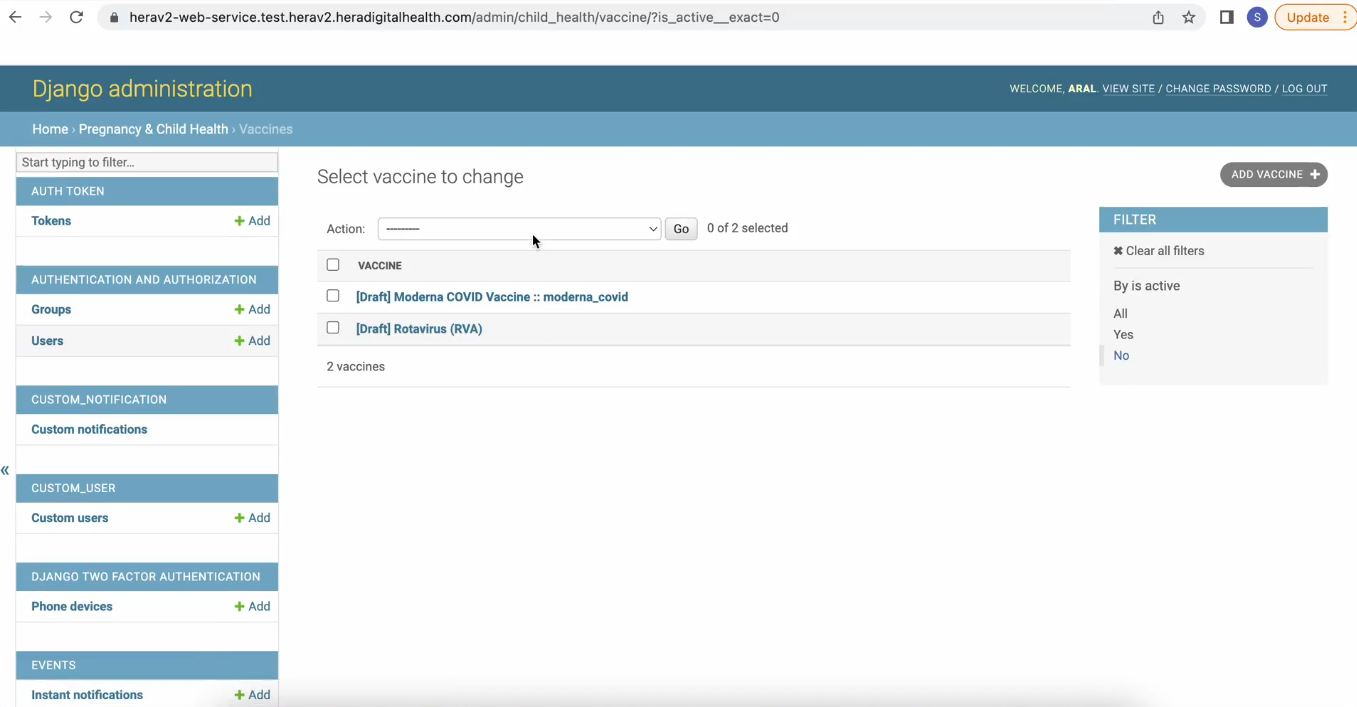 herav2-web-service.test.herav2.heradigitalhealth.com/admin/child_health/vaccine/?is_active__exact=0
S
Update
Django administration
WELCOME, ARAL. VIEW SITE / CHANGE PASSWORD / LOG OUT
Home › Pregnancy & Child Health › Vaccines
Start typing to filter...
AUTH TOKEN
Tokens + Add
AUTHENTICATION AND AUTHORIZATION
Groups + Add
Users + Add
CUSTOM_NOTIFICATION
Custom notifications
«
CUSTOM_USER
Custom users + Add
DJANGO TWO FACTOR AUTHENTICATION
Phone devices + Add
EVENTS
Instant notifications + Add
Select vaccine to change
ADD VACCINE +
Action: --------- Go 0 of 2 selected
VACCINE
[Draft] Moderna COVID Vaccine :: moderna_covid
[Draft] Rotavirus (RVA)
2 vaccines
FILTER
✖ Clear all filters
By is active
All
Yes
No